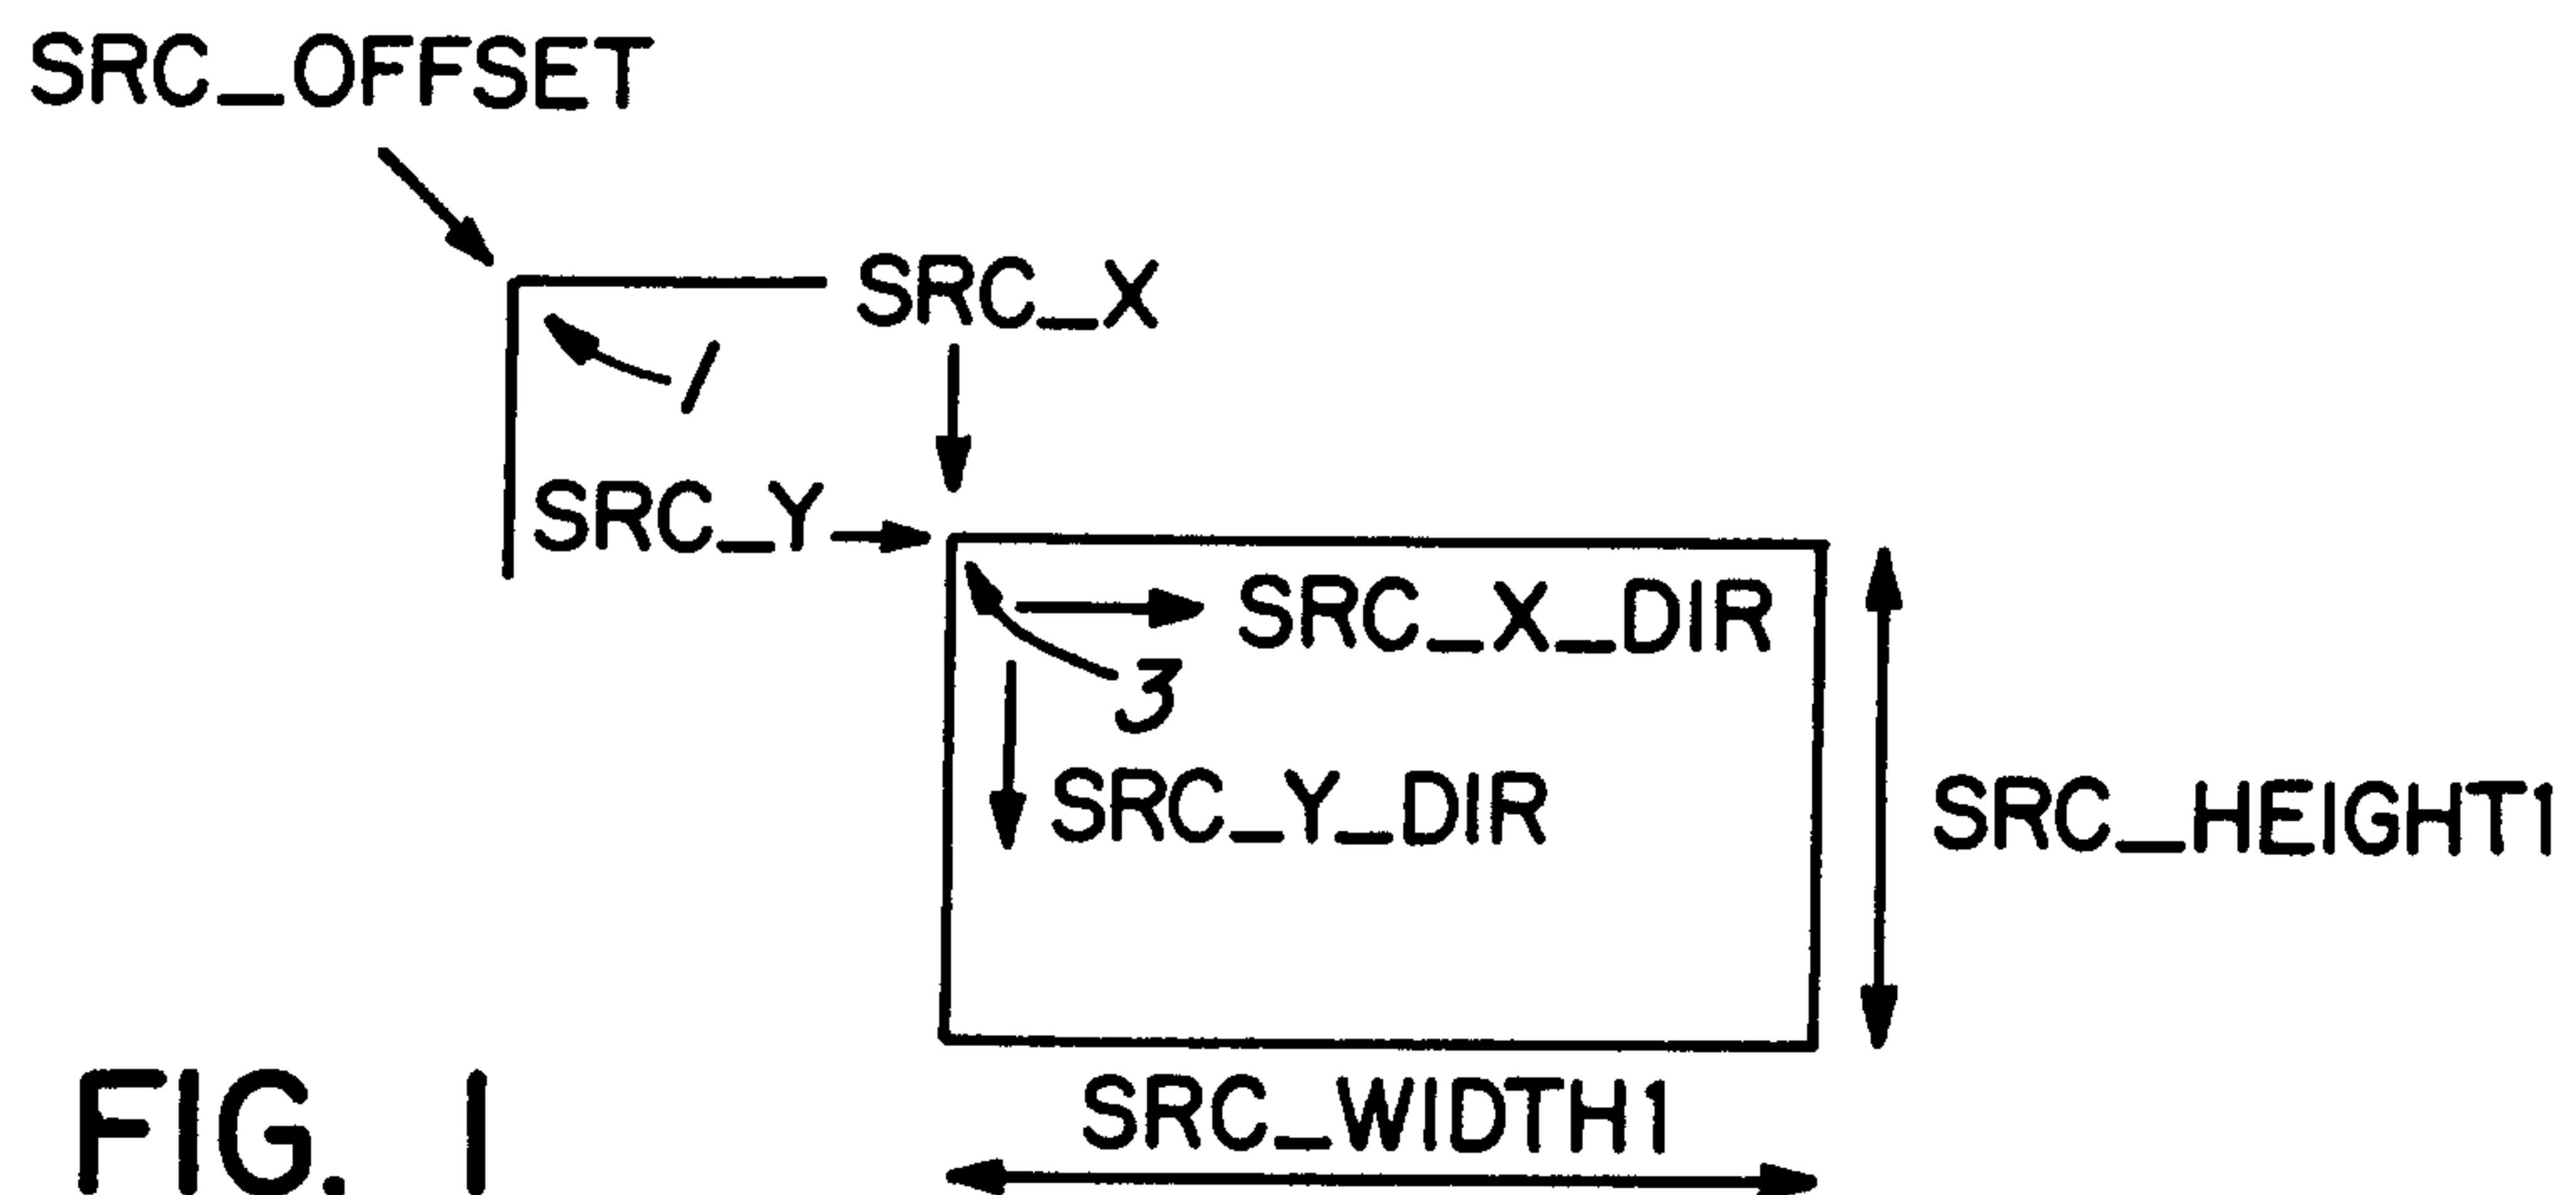 SRC_OFFSET
SRC_X
1
SRC_Y
SRC_X_DIR
3
SRC_Y_DIR
SRC_HEIGHT1
SRC_WIDTH1
FIG. 1